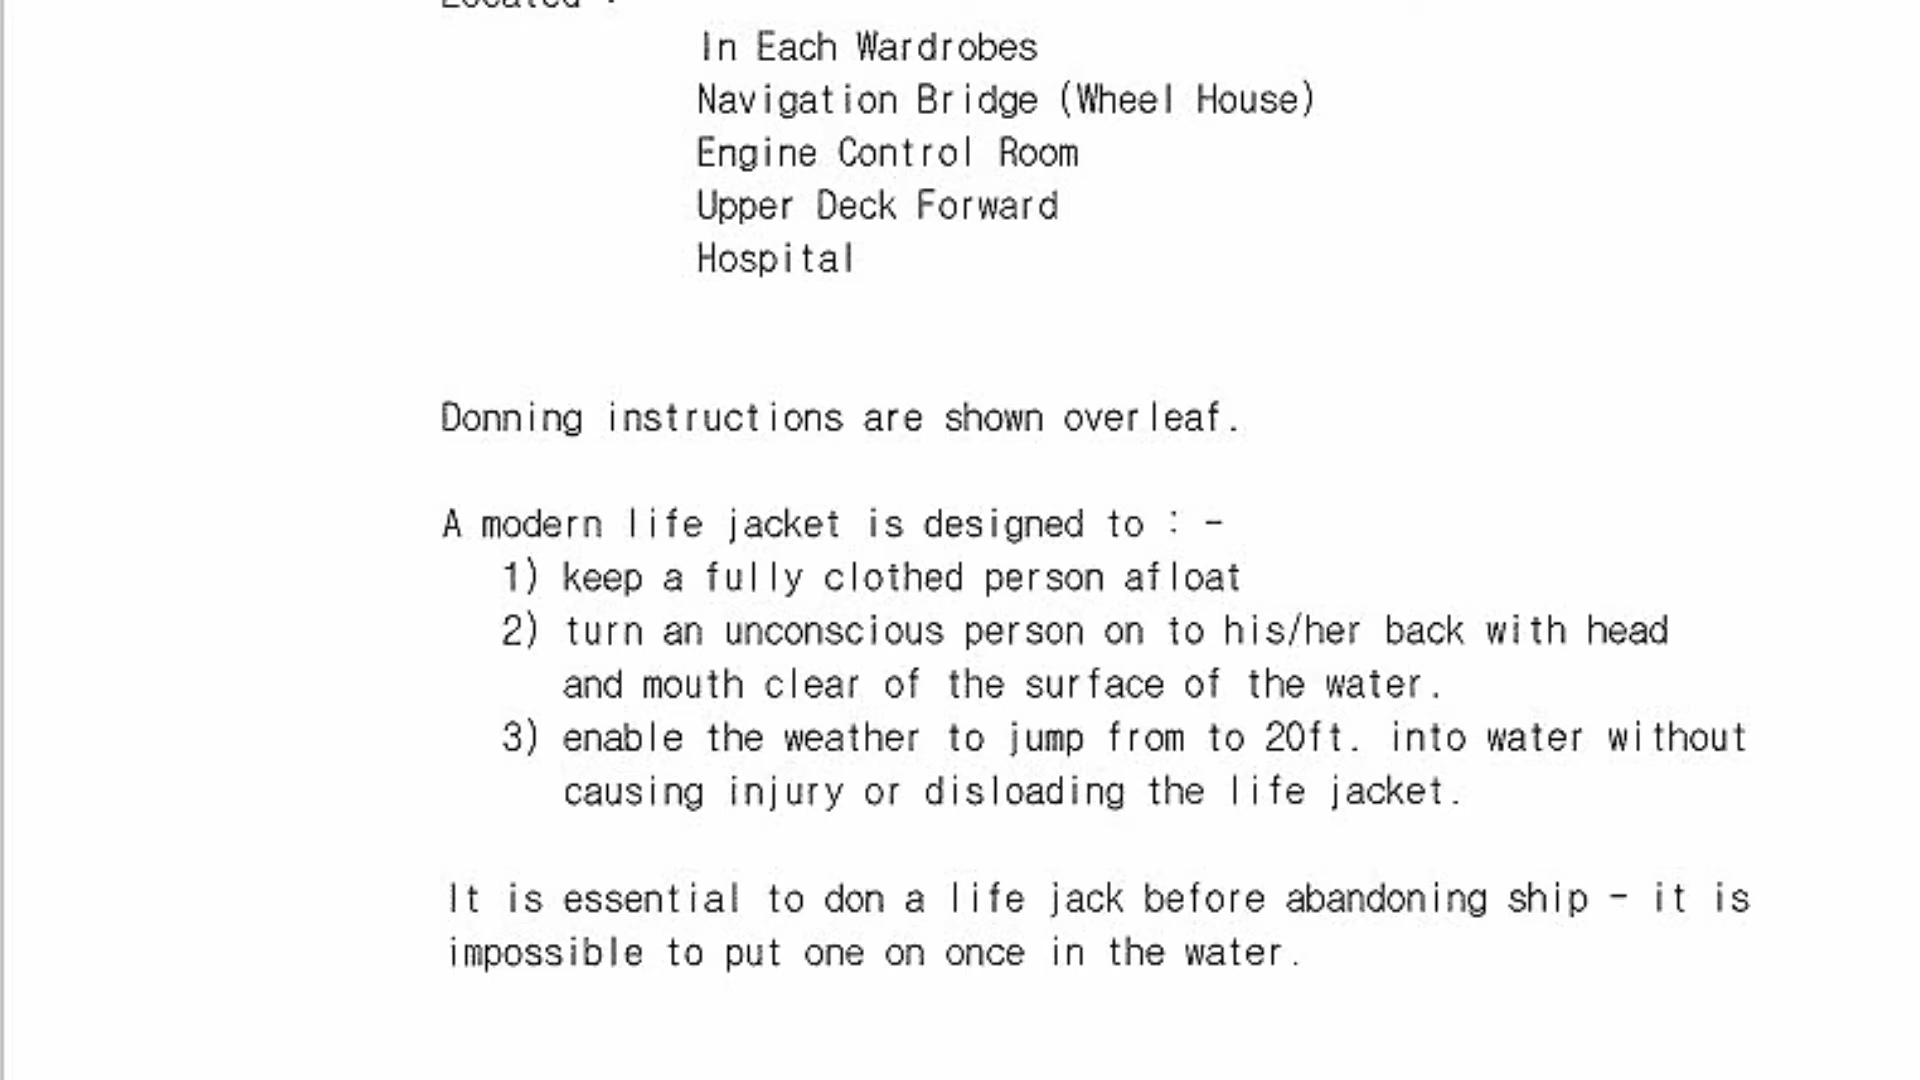 Located :
In Each Wardrobes
Navigation Bridge (Wheel House)
Engine Control Room
Upper Deck Forward
Hospital
Donning instructions are shown overleaf.
A modern life jacket is designed to : -
1) keep a fully clothed person afloat
2) turn an unconscious person on to his/her back with head
and mouth clear of the surface of the water.
3) enable the weather to jump from to 20ft. into water without
causing injury or disloading the life jacket.
It is essential to don a life jack before abandoning ship - it is
impossible to put one on once in the water.